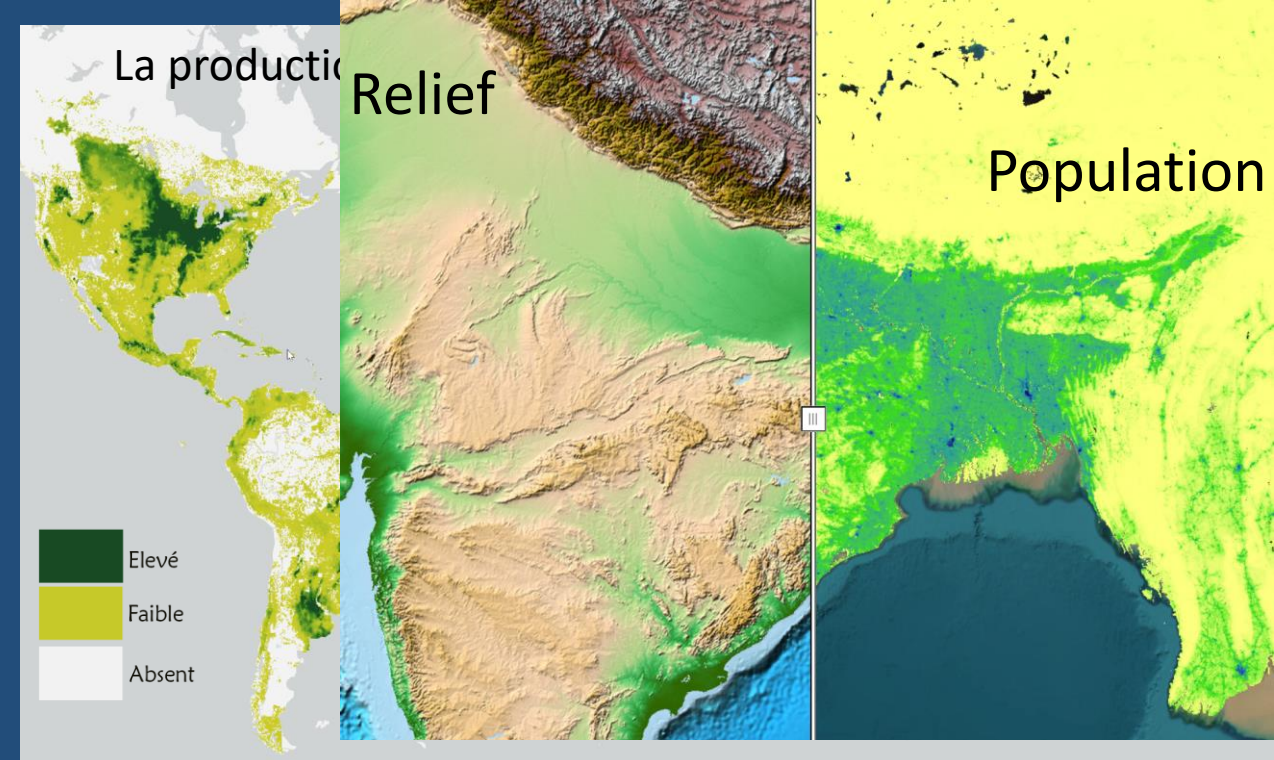 La productio
Relief
Population
Elevé
Faible
Absent